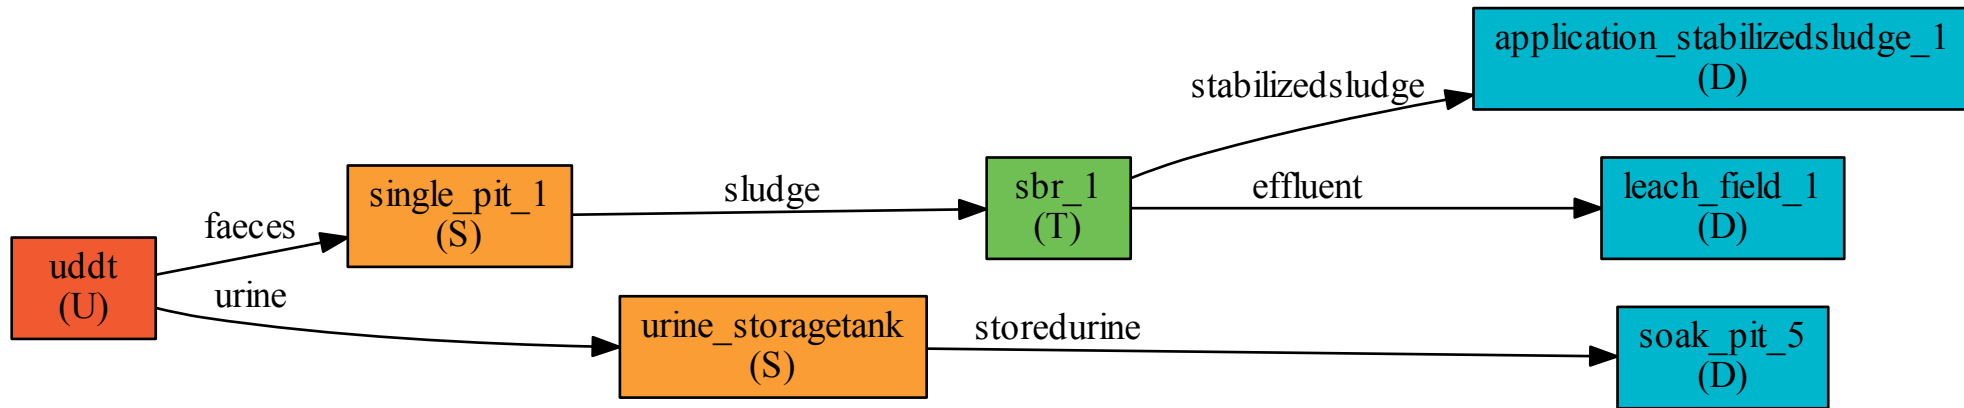 uddt
(U)
faeces
urine
single_pit_1
(S)
sludge
urine_storagetank
(S)
storedurine
sbr_1
(T)
stabilizedsludge
effluent
application_stabilizedsludge_1
(D)
leach_field_1
(D)
soak_pit_5
(D)